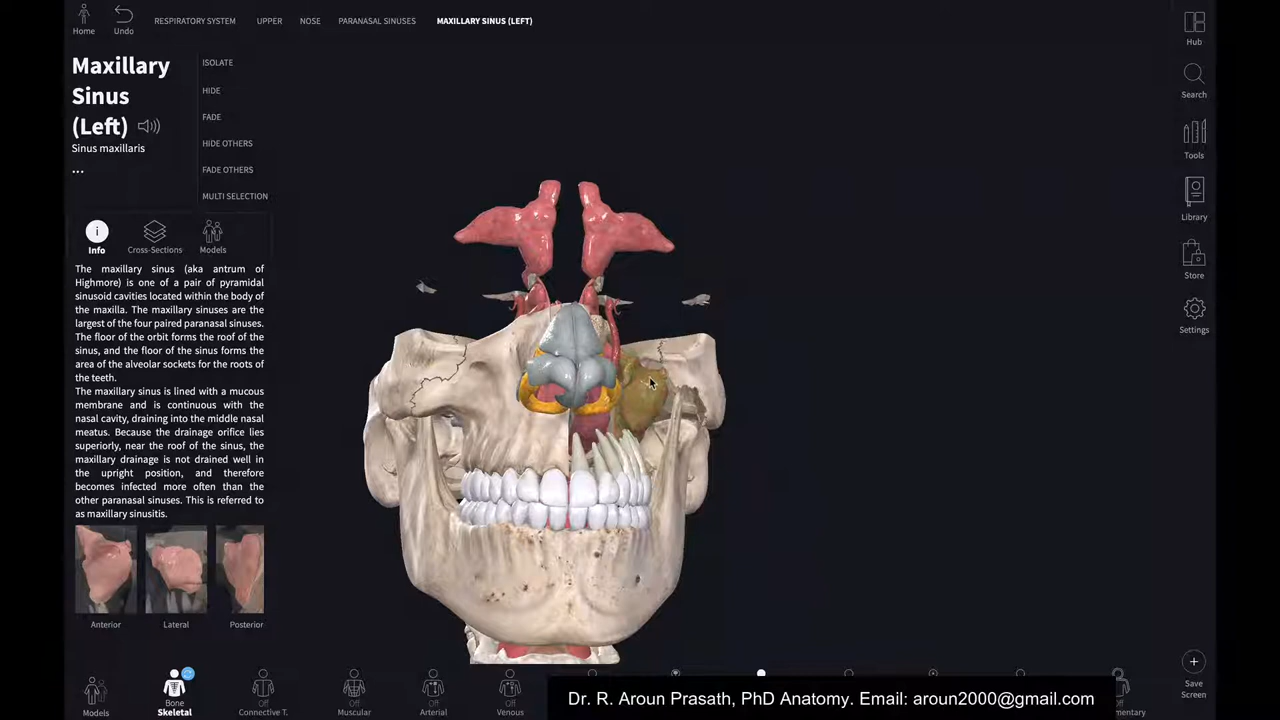 Home
Undo
RESPIRATORY SYSTEM
UPPER
NOSE
PARANASAL SINUSES
MAXILLARY SINUS (LEFT)
Hub
Maxillary
Sinus
(Left)
Sinus maxillaris
...
ISOLATE
HIDE
FADE
HIDE OTHERS
FADE OTHERS
MULTI SELECTION
Search
Tools
Library
Store
Settings
i
Info
Cross-Sections
Models
The maxillary sinus (aka antrum of
Highmore) is one of a pair of pyramidal
sinusoid cavities located within the body of
the maxilla. The maxillary sinuses are the
largest of the four paired paranasal sinuses.
The floor of the orbit forms the roof of the
sinus, and the floor of the sinus forms the
area of the alveolar sockets for the roots of
the teeth.
The maxillary sinus is lined with a mucous
membrane and is continuous with the
nasal cavity, draining into the middle nasal
meatus. Because the drainage orifice lies
superiorly, near the roof of the sinus, the
maxillary drainage is not drained well in
the upright position, and therefore
becomes infected more often than the
other paranasal sinuses. This is referred to
as maxillary sinusitis.
Anterior
Lateral
Posterior
Models
Bone
Skeletal
Off
Connective T.
Off
Muscular
Off
Arterial
Off
Venous
Dr. R. Aroun Prasath, PhD Anatomy. Email: aroun2000@gmail.com
Save
Screen